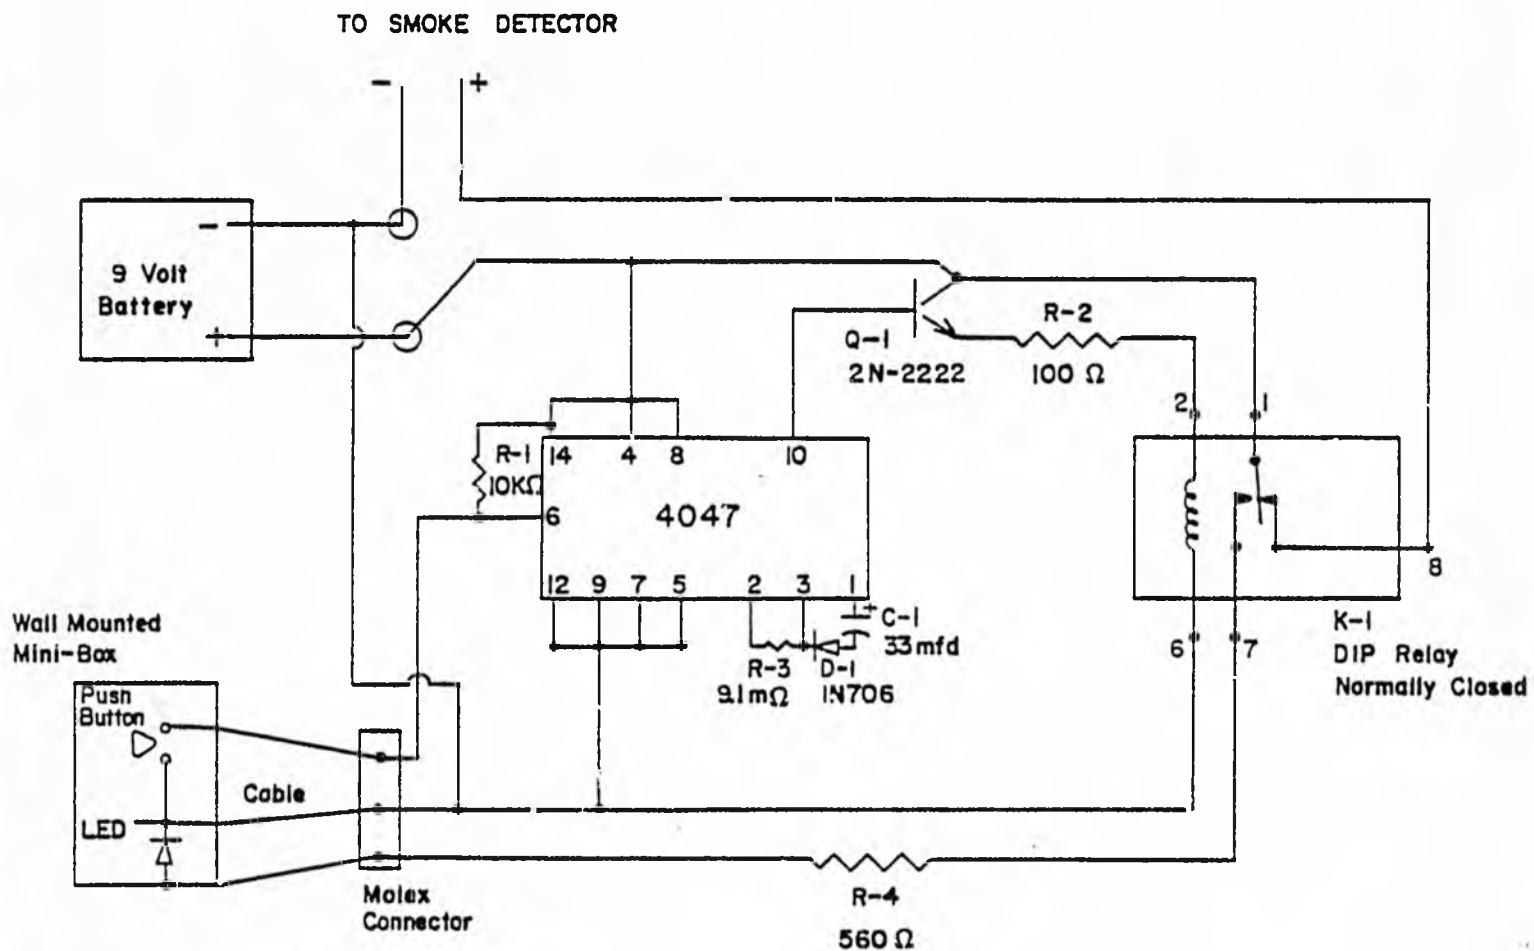 TO SMOKE DETECTOR
- +
-
9 Volt
Battery
+
Q-1
2N-2222
R-2
100 Ω
2 1
R-1
10KΩ
14 4 8 10
6
4047
12 9 7 5 2 3 1
+
C-1
33mfd
R-3
9.1mΩ
D-1
1N706
8
6 7
K-1
DIP Relay
Normally Closed
Wall Mounted
Mini-Box
Push
Button
LED
Cable
Molex
Connector
R-4
560 Ω